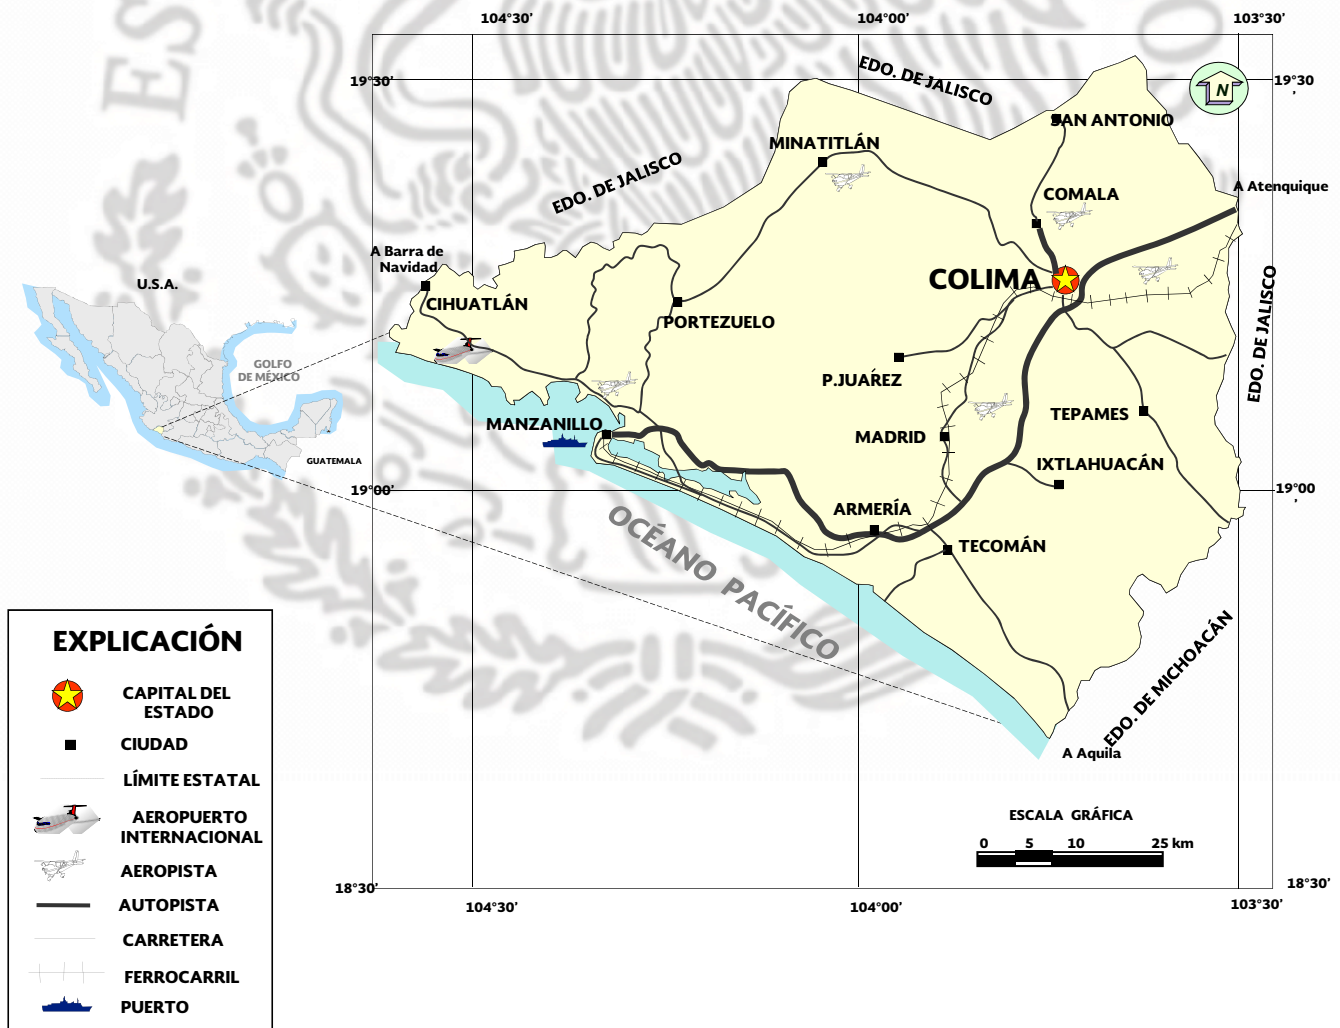 104°30'
104°00'
103°30'
19°30'
EDO. DE JALISCO
19°30
'
N
SAN ANTONIO
MINATITLÁN
EDO. DE JALISCO
A Atenquique
COMALA
A Barra de
Navidad
COLIMA
U.S.A.
CIHUATLÁN
PORTEZUELO
EDO. DE JALISCO
GOLFO
DE MÉXICO
P.JUAŔEZ
TEPAMES
MANZANILLO
MADRID
GUATEMALA
IXTLAHUACÁN
19°00'
19°00
'
ARMERÍA
OCÉANO PACÍFICO
TECOMÁN
EDO. DE MICHOACÁN
A Aquila
EXPLICACIÓN
CAPITAL DEL
ESTADO
CIUDAD
LÍMITE ESTATAL
AEROPUERTO
INTERNACIONAL
AEROPISTA
AUTOPISTA
CARRETERA
FERROCARRIL
PUERTO
ESCALA GRÁFICA
0 5 10 25 km
18°30'
18°30'
104°30'
104°00'
103°30'